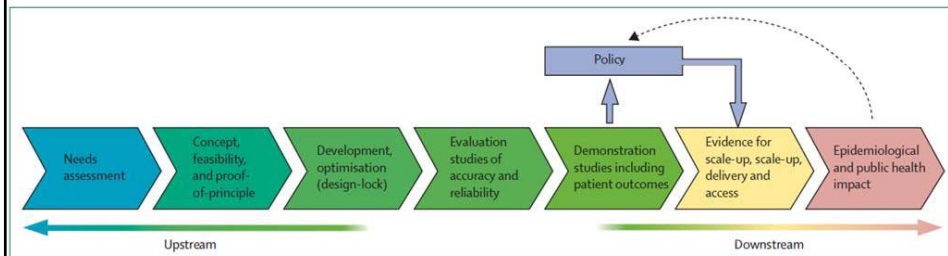 Policy
Needs
assessment
Concept,
feasibility,
and proof-
of-principle
Development,
optimisation
(design-lock)
Evaluation
studies of
accuracy and
reliability
Demonstration
studies including
patient outcomes
Evidence for
scale-up, scale-up,
delivery and
access
Epidemiological
and public health
impact
Upstream
Downstream